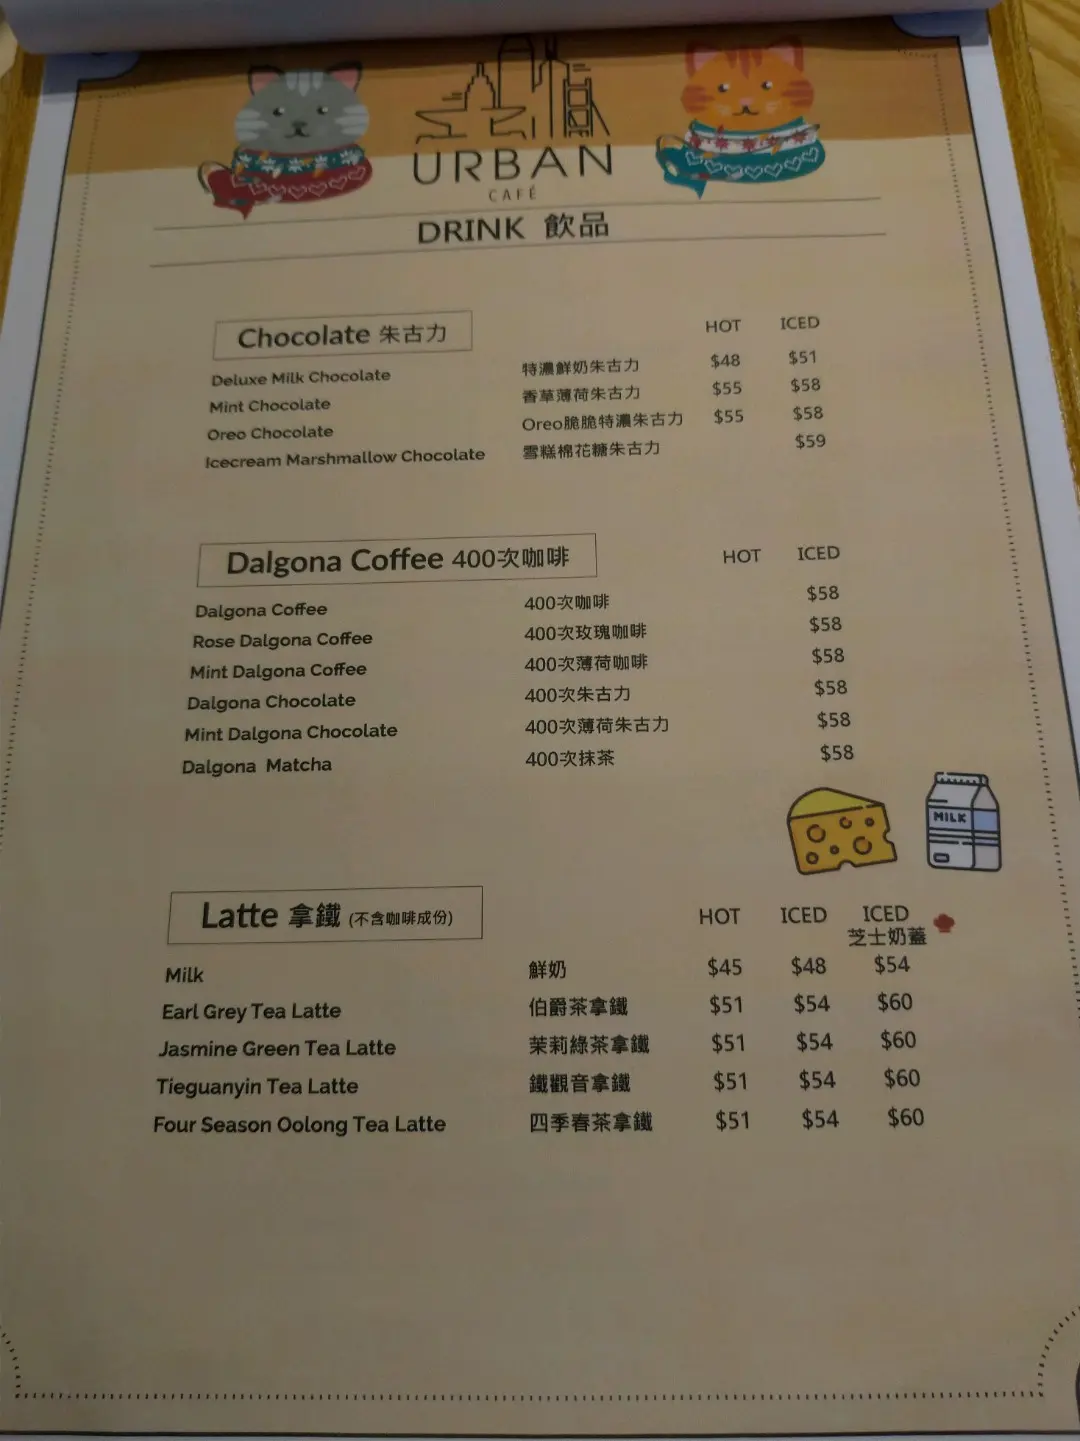 URBAN
CAFÉ
DRINK 飲品
Chocolate 朱古力 HOT ICED
Deluxe Milk Chocolate 特濃鮮奶朱古力 $48 $51
Mint Chocolate 香草薄荷朱古力 $55 $58
Oreo Chocolate Oreo脆脆特濃朱古力 $55 $58
Icecream Marshmallow Chocolate 雪糕棉花糖朱古力 $59
Dalgona Coffee 400次咖啡 HOT ICED
Dalgona Coffee 400次咖啡 $58
Rose Dalgona Coffee 400次玫瑰咖啡 $58
Mint Dalgona Coffee 400次薄荷咖啡 $58
Dalgona Chocolate 400次朱古力 $58
Mint Dalgona Chocolate 400次薄荷朱古力 $58
Dalgona Matcha 400次抹茶 $58
MILK
Latte 拿鐵 (不含咖啡成份) HOT ICED ICED
芝士奶蓋
Milk 鮮奶 $45 $48 $54
Earl Grey Tea Latte 伯爵茶拿鐵 $51 $54 $60
Jasmine Green Tea Latte 茉莉綠茶拿鐵 $51 $54 $60
Tieguanyin Tea Latte 鐵觀音拿鐵 $51 $54 $60
Four Season Oolong Tea Latte 四季春茶拿鐵 $51 $54 $60